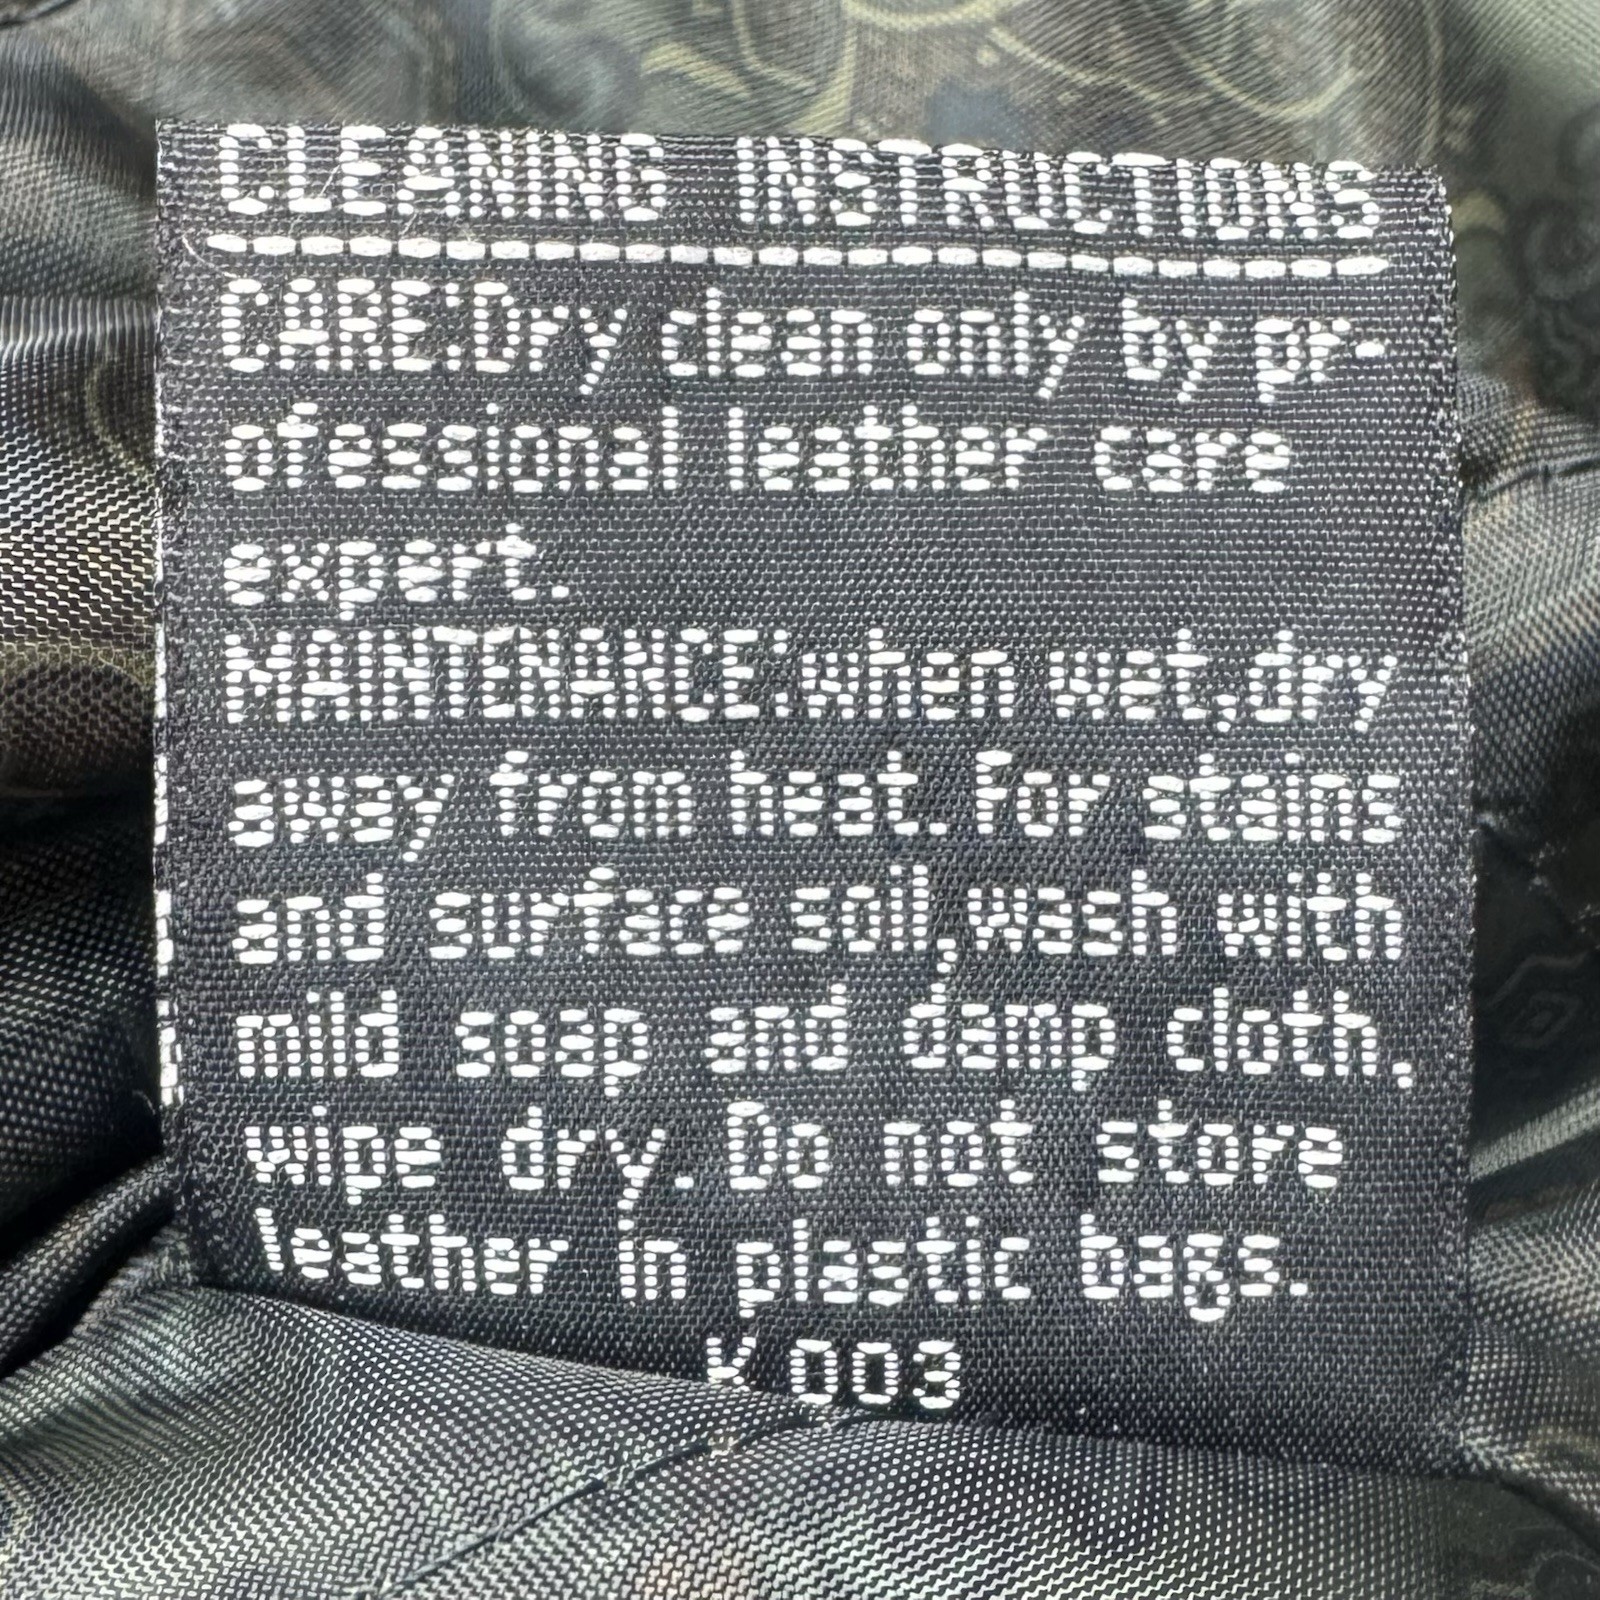 CLEANING INSTRUCTIONS
CARE:Dry clean only by pr-
ofessional leather care
expert.
MAINTENANCE:when wet,dry
away from heat.For stains
and surface soil,wash with
mild soap and damp cloth,
wipe dry.Do not store
leather in plastic bags.
K003